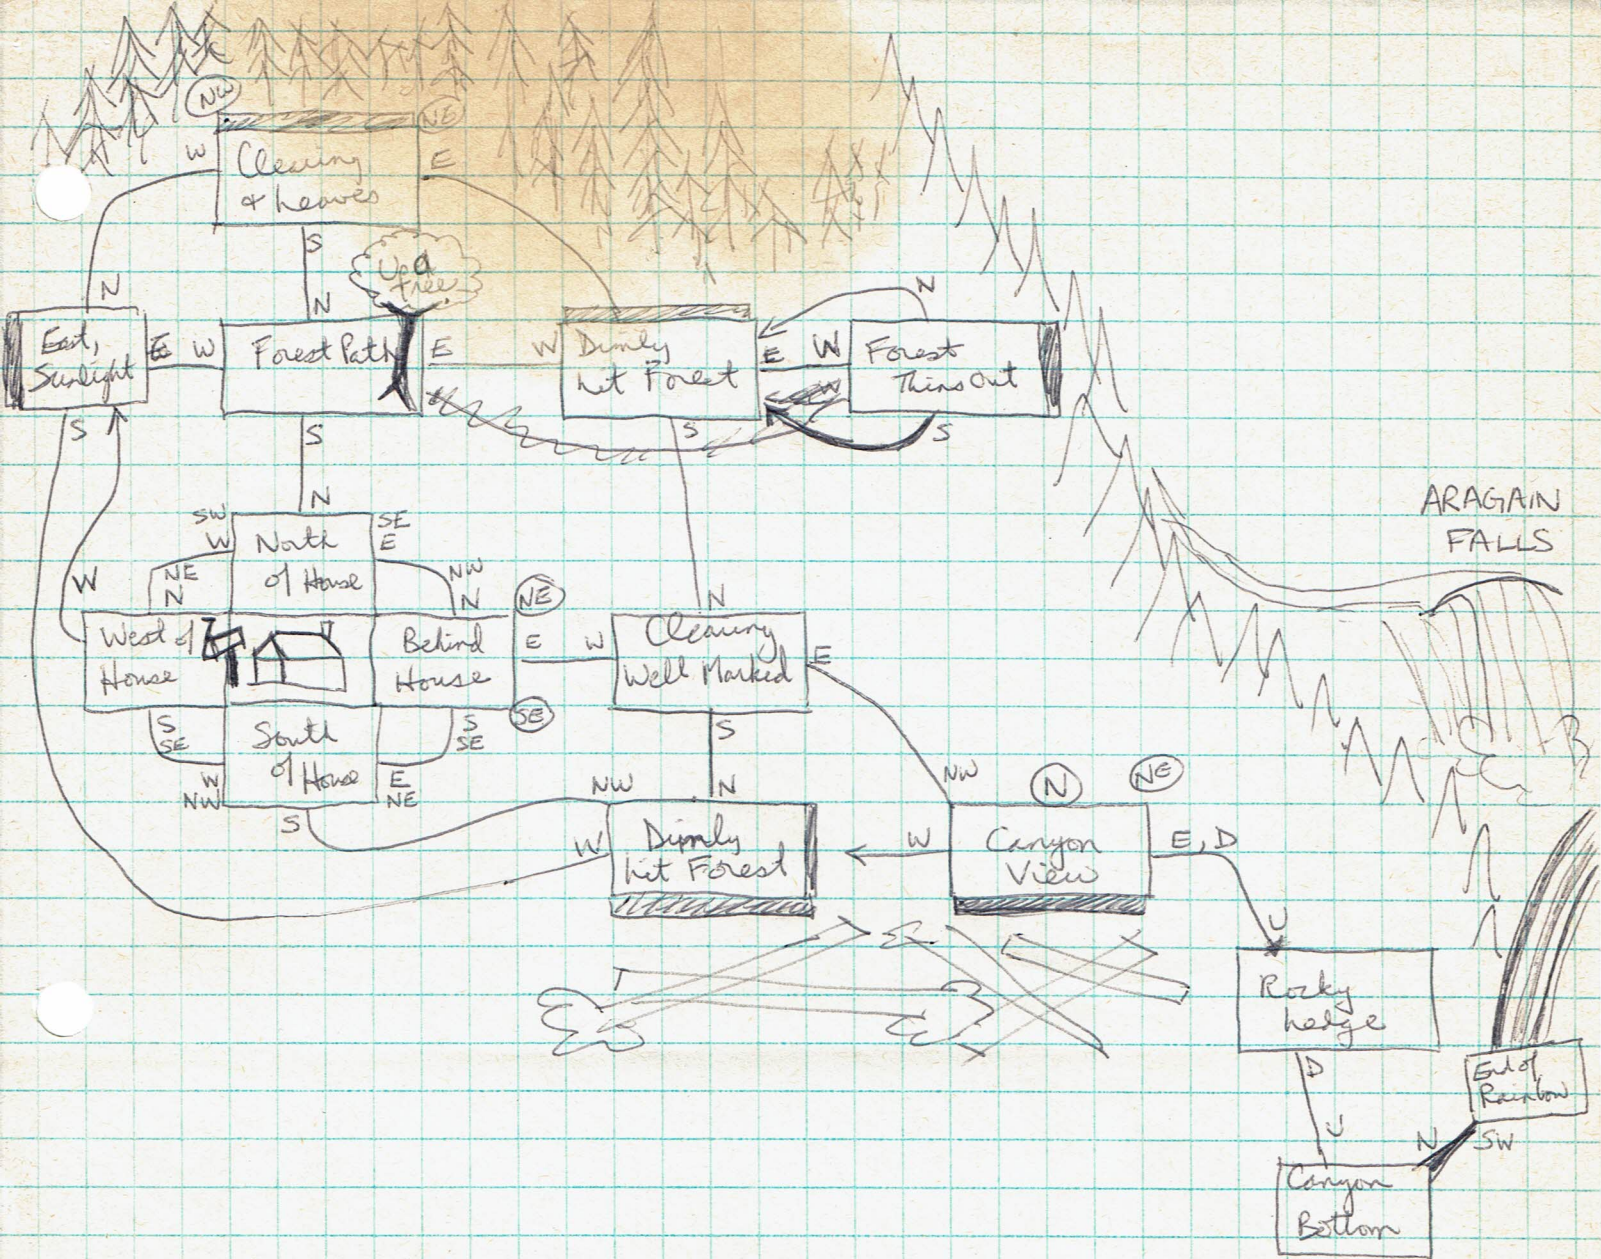 NW
NE
W
Clearing
E
& Leaves
S
N
Up a
Tree
N
N
East,
Sunlight
E
W
Forest Path
E
W
Dimly
Lit Forest
E
W
Forest
Thins Out
S
S
S
S
N
SW
W
North
of House
SE
E
NE
N
NW
N
W
West of
House
Behind
House
NE
E
SE
W
N
Clearing
Well Marked
E
S
SE
South
of House
S
SE
W
NW
E
NE
S
S
NW
N
W
Dimly
Lit Forest
NW
N
NE
W
Canyon
View
E, D
U
Rocky
Ledge
D
U
ARAGAIN
FALLS
End of
Rainbow
N
SW
Canyon
Bottom